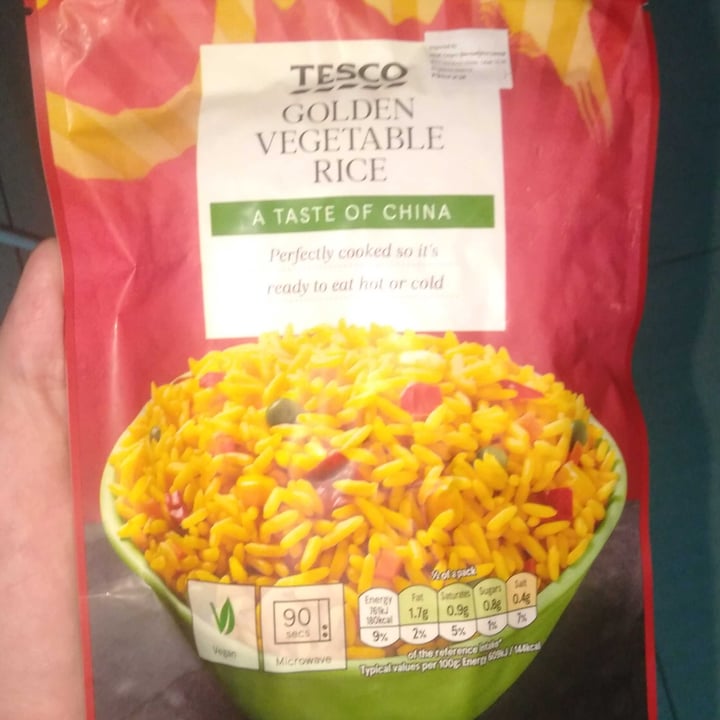 TESCO
GOLDEN
VEGETABLE
RICE
A TASTE OF CHINA
Perfectly cooked so it's
ready to eat hot or cold
½ of a pack
Energy
761kJ
180kcal
9%
Fat
1.7g
2%
Saturates
0.9g
5%
Sugars
0.8g
1%
Salt
0.4g
7%
Vegan
90
secs
Microwave
of the reference intake*
Typical values per 100g: Energy 609kJ / 144kcal